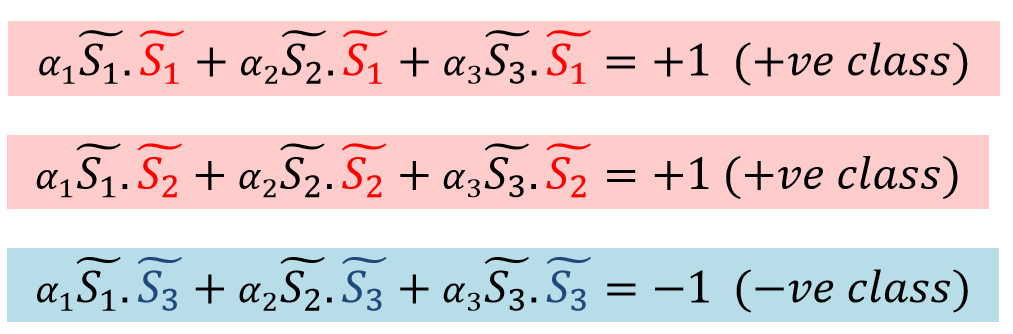 α₁S̃₁.S̃₁ + α₂S̃₂.S̃₁ + α₃S̃₃.S̃₁ = +1 (+ve class)
α₁S̃₁.S̃₂ + α₂S̃₂.S̃₂ + α₃S̃₃.S̃₂ = +1 (+ve class)
α₁S̃₁.S̃₃ + α₂S̃₂.S̃₃ + α₃S̃₃.S̃₃ = −1 (−ve class)